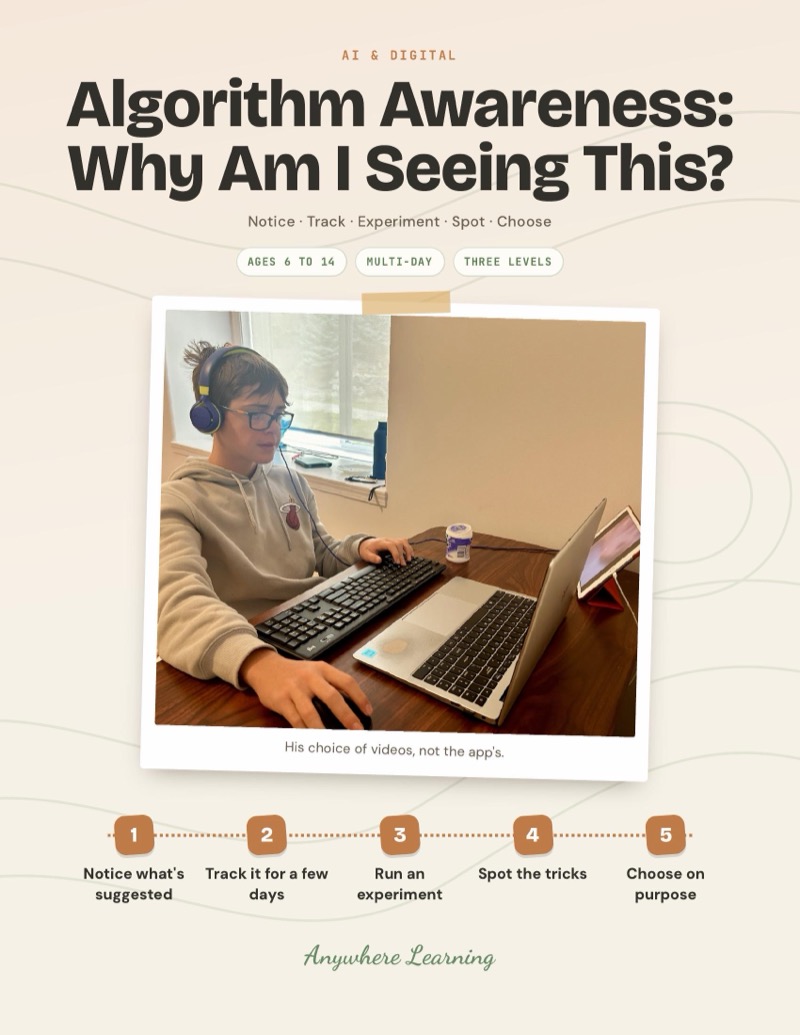 AI & DIGITAL
Algorithm Awareness:
Why Am I Seeing This?
Notice · Track · Experiment · Spot · Choose
AGES 6 TO 14
MULTI-DAY
THREE LEVELS
His choice of videos, not the app's.
1
2
3
4
5
Notice what's
suggested
Track it for a few
days
Run an
experiment
Spot the tricks
Choose on
purpose
Anywhere Learning